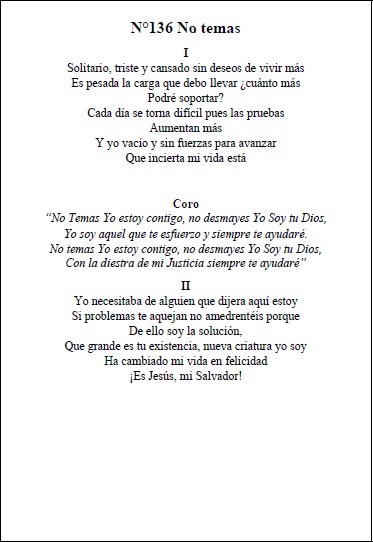 N°136 No temas
I
Solitario, triste y cansado sin deseos de vivir más
Es pesada la carga que debo llevar ¿cuánto más
Podré soportar?
Cada día se torna difícil pues las pruebas
Aumentan más
Y yo vacío y sin fuerzas para avanzar
Que incierta mi vida está
Coro
“No Temas Yo estoy contigo, no desmayes Yo Soy tu Dios,
Yo soy aquel que te esfuerzo y siempre te ayudaré.
No temas Yo estoy contigo, no desmayes Yo Soy tu Dios,
Con la diestra de mi Justicia siempre te ayudaré”
II
Yo necesitaba de alguien que dijera aquí estoy
Si problemas te aquejan no amedrentéis porque
De ello soy la solución,
Que grande es tu existencia, nueva criatura yo soy
Ha cambiado mi vida en felicidad
¡Es Jesús, mi Salvador!